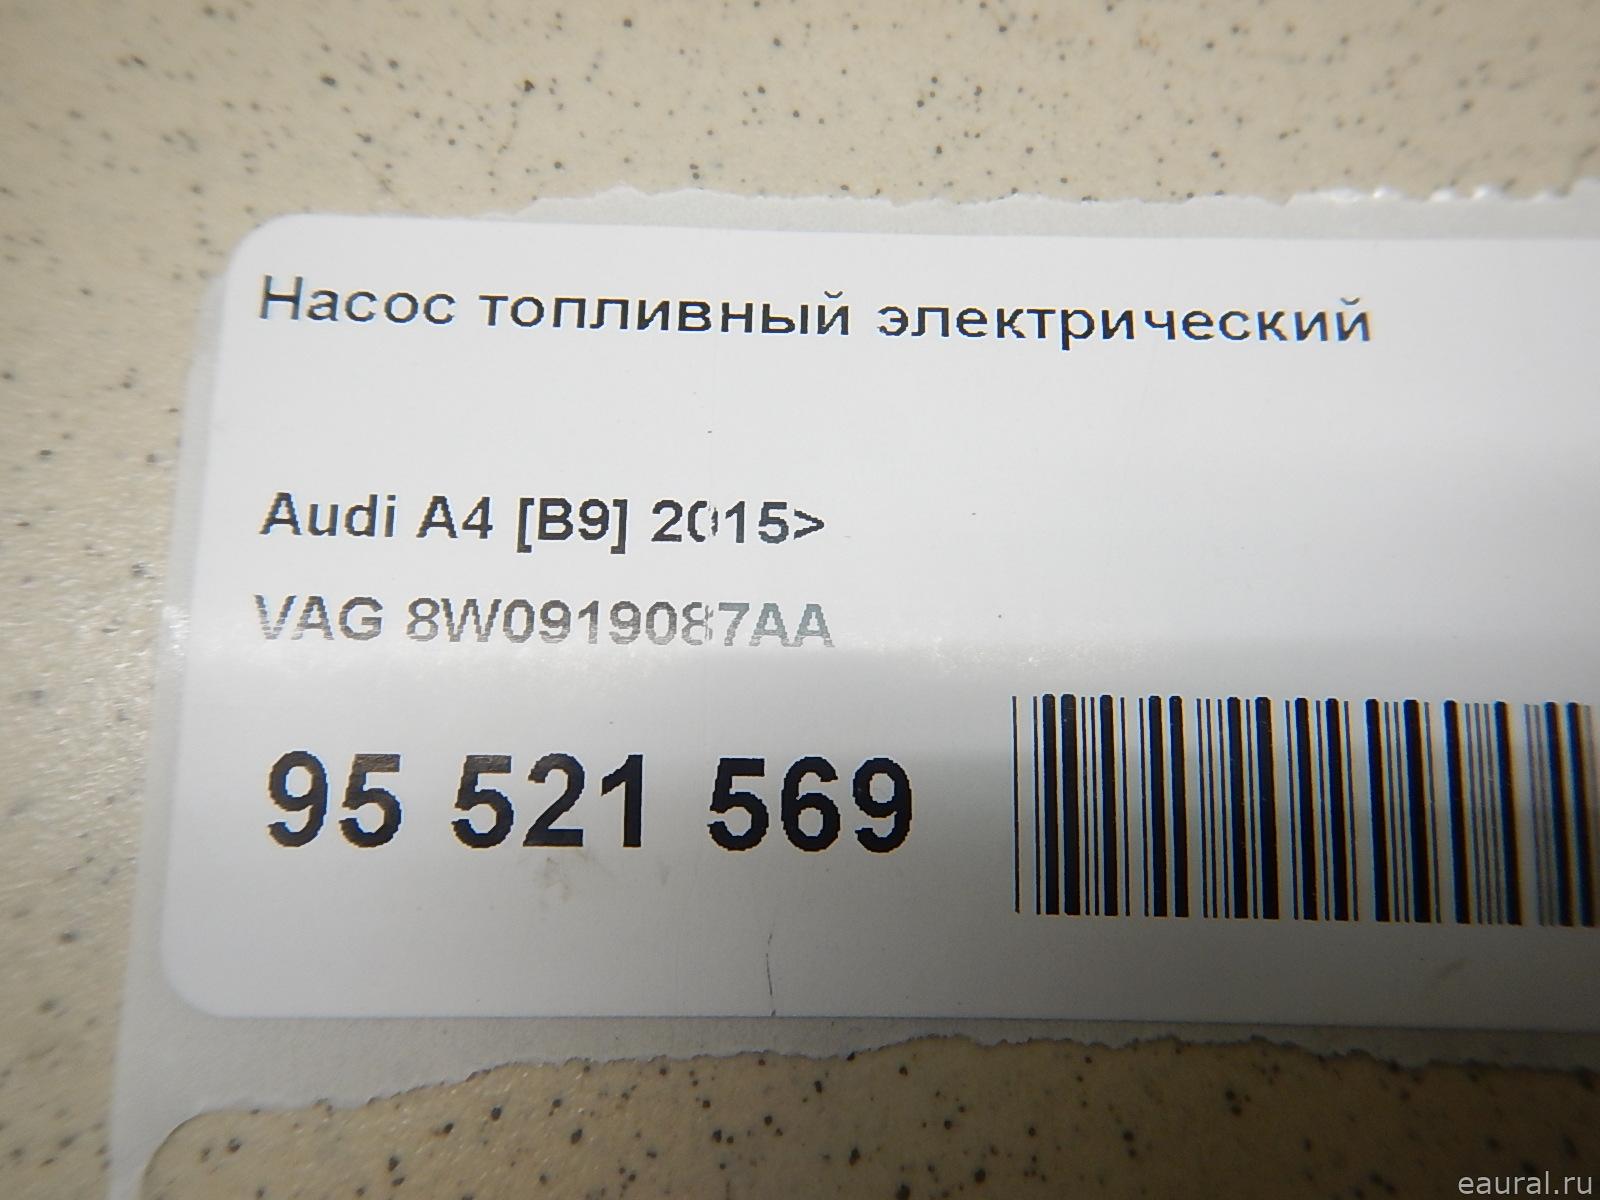 Насос топливный электрический
Audi A4 [B9] 2015>
VAG 8W0919087AA
95 521 569
eaural.ru